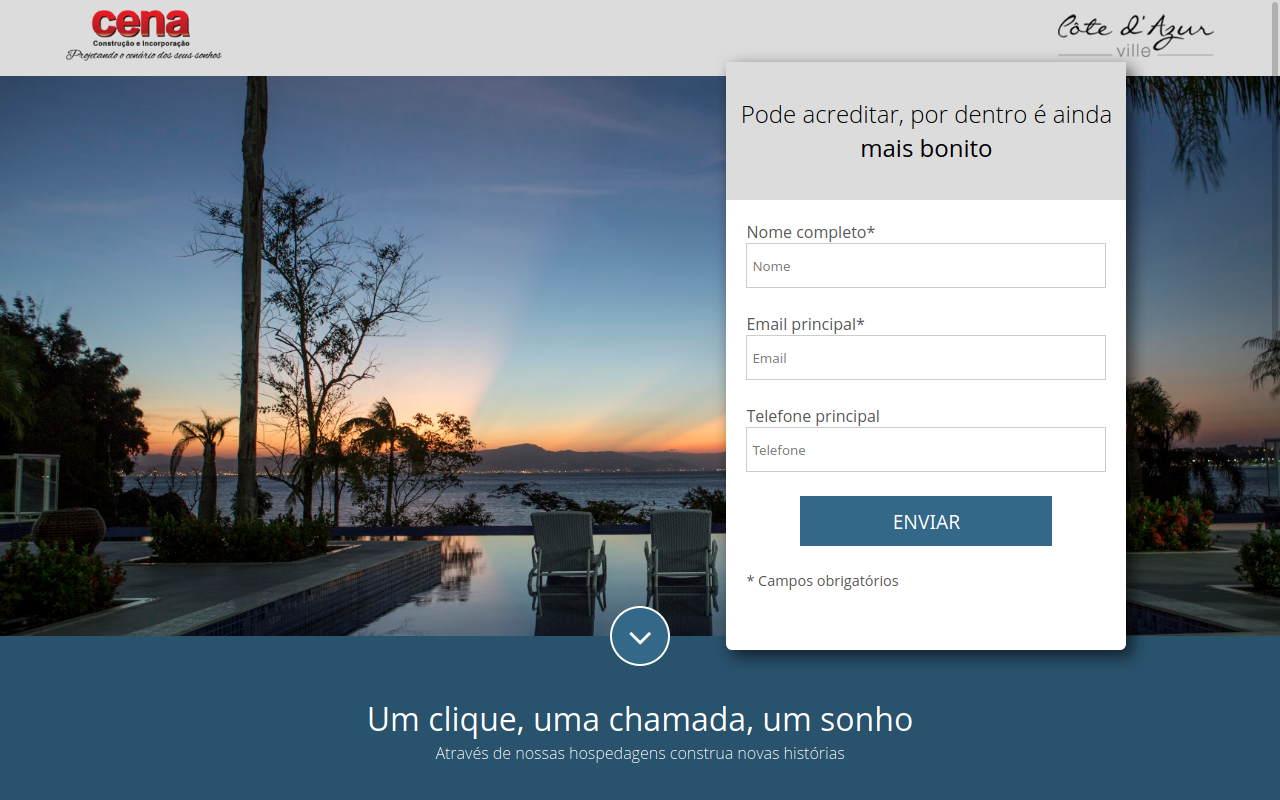 cena
Construção e Incorporação
Projetando o cenário dos seus sonhos
Côte d'Azur
ville
Pode acreditar, por dentro é ainda
mais bonito
Nome completo*
Nome
Email principal*
Email
Telefone principal
Telefone
ENVIAR
* Campos obrigatórios
Um clique, uma chamada, um sonho
Através de nossas hospedagens construa novas histórias